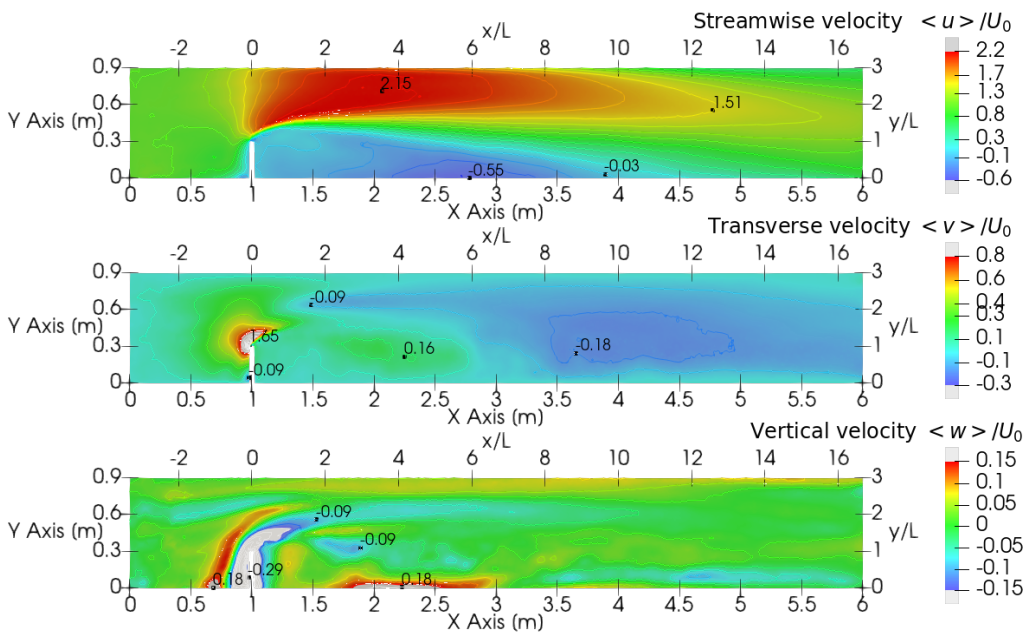 Streamwise velocity < u > /U0
x/L
-2 0 2 4 6 8 10 12 14 16
2.2
1.7
1.3
0.8
0.3
-0.1
-0.6
0.9 3
0.6 2
0.3 1
0 0
Y Axis (m)
y/L
2.15
1.51
-0.55
-0.03
0 0.5 1 1.5 2 2.5 3 3.5 4 4.5 5 5.5 6
X Axis (m)
Transverse velocity < v > /U0
x/L
-2 0 2 4 6 8 10 12 14 16
0.8
0.6
0.5
0.4
0.3
0.1
-0.1
-0.3
0.9 3
0.6 2
0.3 1
0 0
Y Axis (m)
y/L
-0.09
1.65
0.16
-0.18
-0.09
0 0.5 1 1.5 2 2.5 3 3.5 4 4.5 5 5.5 6
X Axis (m)
Vertical velocity < w > /U0
x/L
-2 0 2 4 6 8 10 12 14 16
0.15
0.10
0.05
0
-0.05
-0.10
-0.15
0.9 3
0.6 2
0.3 1
0 0
Y Axis (m)
y/L
-0.09
-0.09
0.18
-0.29
0.18
0 0.5 1 1.5 2 2.5 3 3.5 4 4.5 5 5.5 6
X Axis (m)